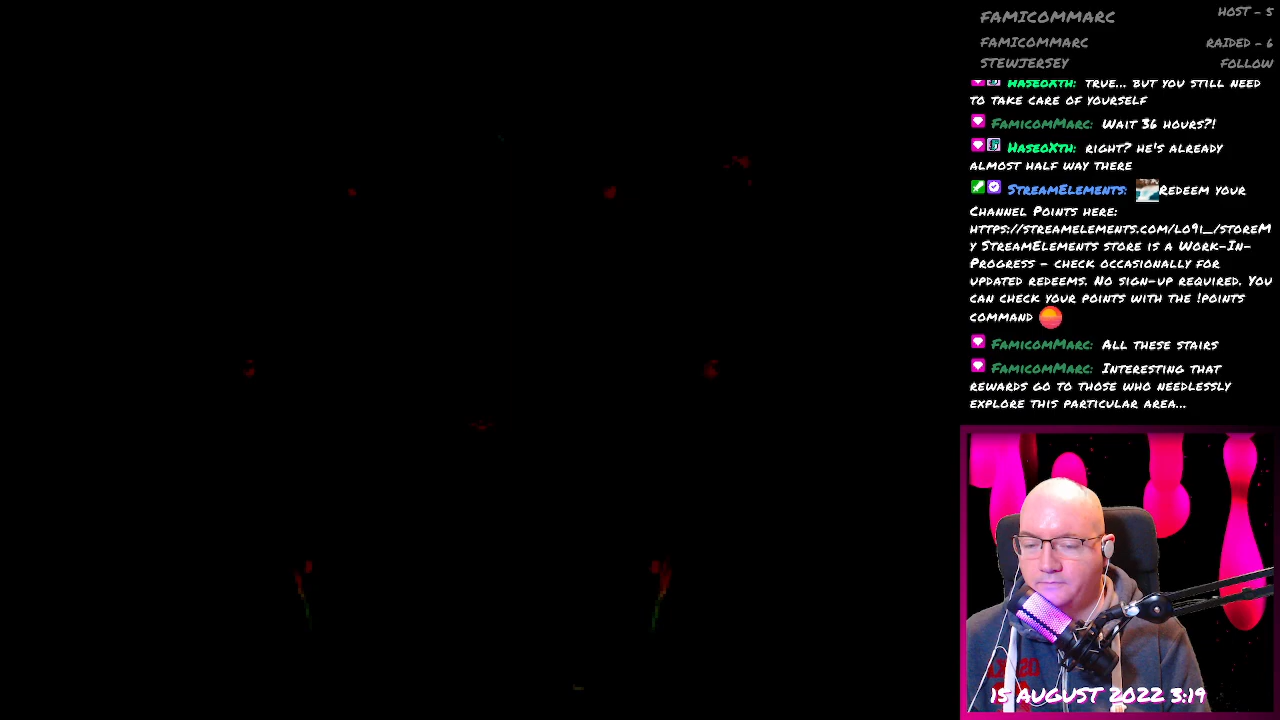 FAMICOMMARC HOST - 5
FAMICOMMARC RAIDED - 6
STEWJERSEY FOLLOW
HASEOXTH: TRUE... BUT YOU STILL NEED
TO TAKE CARE OF YOURSELF
FAMICOMMARC: WAIT 36 HOURS?!
HASEOXTH: RIGHT? HE'S ALREADY
ALMOST HALF WAY THERE
STREAMELEMENTS: REDEEM YOUR
CHANNEL POINTS HERE:
HTTPS://STREAMELEMENTS.COM/LO9I_/STOREM
Y STREAMELEMENTS STORE IS A WORK-IN-
PROGRESS - CHECK OCCASIONALLY FOR
UPDATED REDEEMS. NO SIGN-UP REQUIRED. YOU
CAN CHECK YOUR POINTS WITH THE !POINTS
COMMAND
FAMICOMMARC: ALL THESE STAIRS
FAMICOMMARC: INTERESTING THAT
REWARDS GO TO THOSE WHO NEEDLESSLY
EXPLORE THIS PARTICULAR AREA...
15 AUGUST 2022 3:19